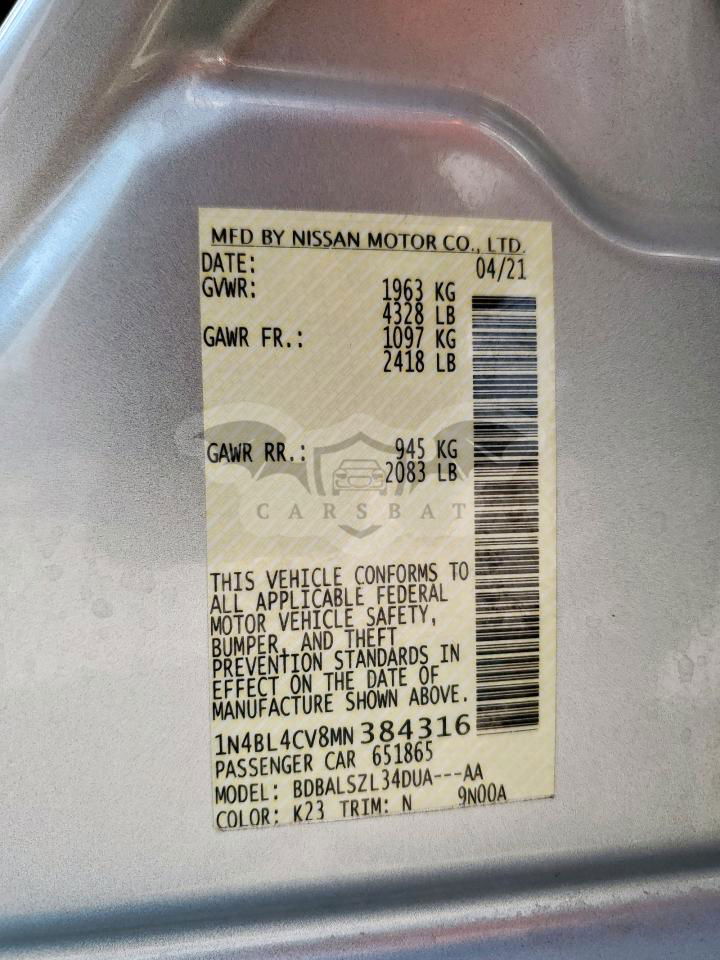 MFD BY NISSAN MOTOR CO., LTD.
DATE: 04/21
GVWR: 1963 KG
4328 LB
GAWR FR.: 1097 KG
2418 LB
GAWR RR.: 945 KG
2083 LB
CARSBAT
THIS VEHICLE CONFORMS TO
ALL APPLICABLE FEDERAL
MOTOR VEHICLE SAFETY,
BUMPER, AND THEFT
PREVENTION STANDARDS IN
EFFECT ON THE DATE OF
MANUFACTURE SHOWN ABOVE.
1N4BL4CV8MN384316
PASSENGER CAR 651865
MODEL: BDBALSZL34DUA---AA
COLOR: K23 TRIM: N 9N00A